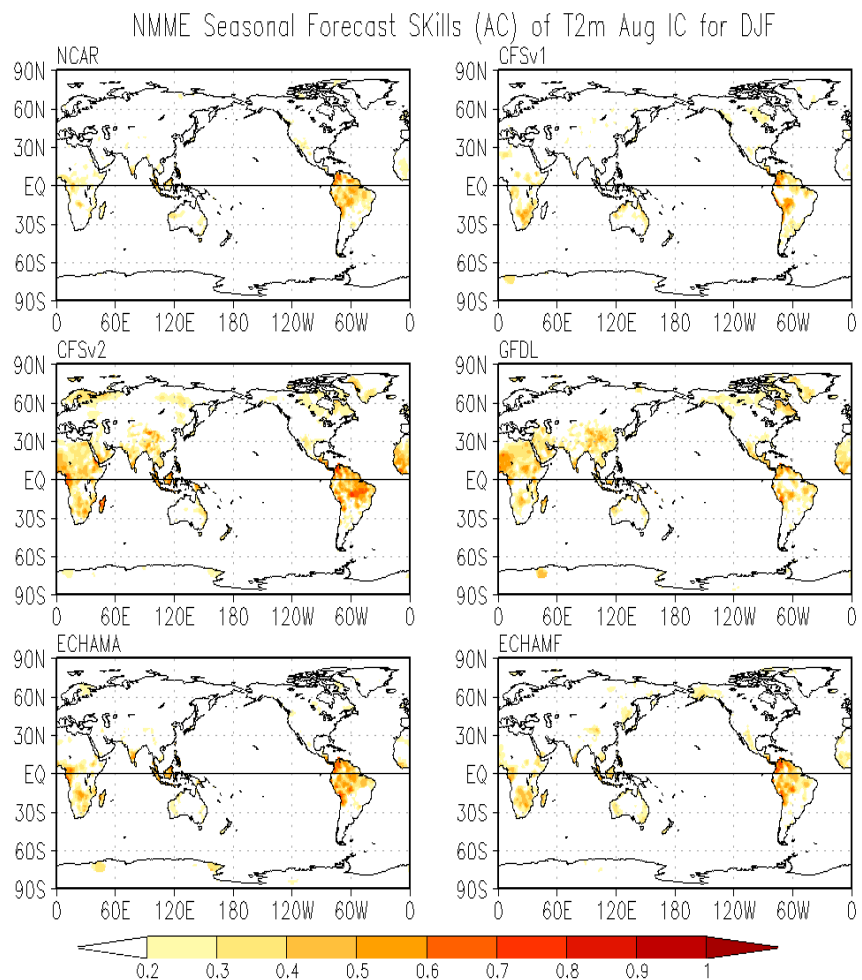 NMME Seasonal Forecast SKills (AC) of T2m Aug IC for DJF
NCAR
90N
60N
30N
EQ
30S
60S
90S
0 60E 120E 180 120W 60W 0
CFSv1
90N
60N
30N
EQ
30S
60S
90S
0 60E 120E 180 120W 60W 0
CFSv2
90N
60N
30N
EQ
30S
60S
90S
0 60E 120E 180 120W 60W 0
GFDL
90N
60N
30N
EQ
30S
60S
90S
0 60E 120E 180 120W 60W 0
ECHAMA
90N
60N
30N
EQ
30S
60S
90S
0 60E 120E 180 120W 60W 0
ECHAMF
90N
60N
30N
EQ
30S
60S
90S
0 60E 120E 180 120W 60W 0
0.2 0.3 0.4 0.5 0.6 0.7 0.8 0.9 1